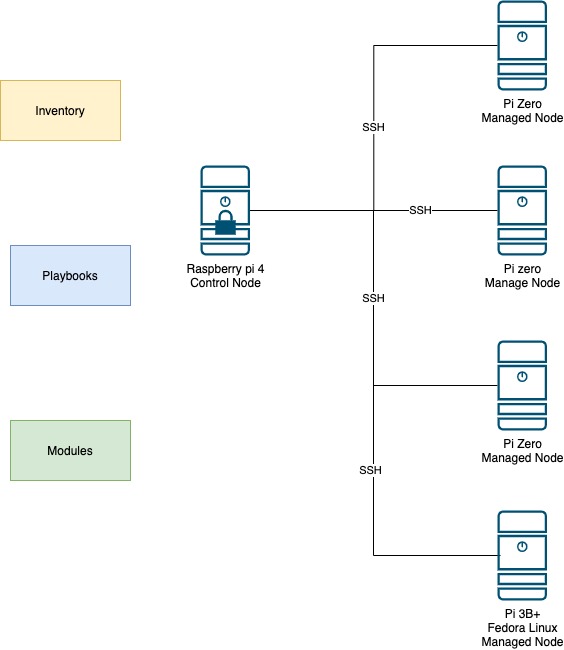 Pi Zero
Managed Node
Inventory
SSH
SSH
Raspberry pi 4
Control Node
Pi zero
Manage Node
Playbooks
SSH
Pi Zero
Managed Node
Modules
SSH
Pi 3B+
Fedora Linux
Managed Node